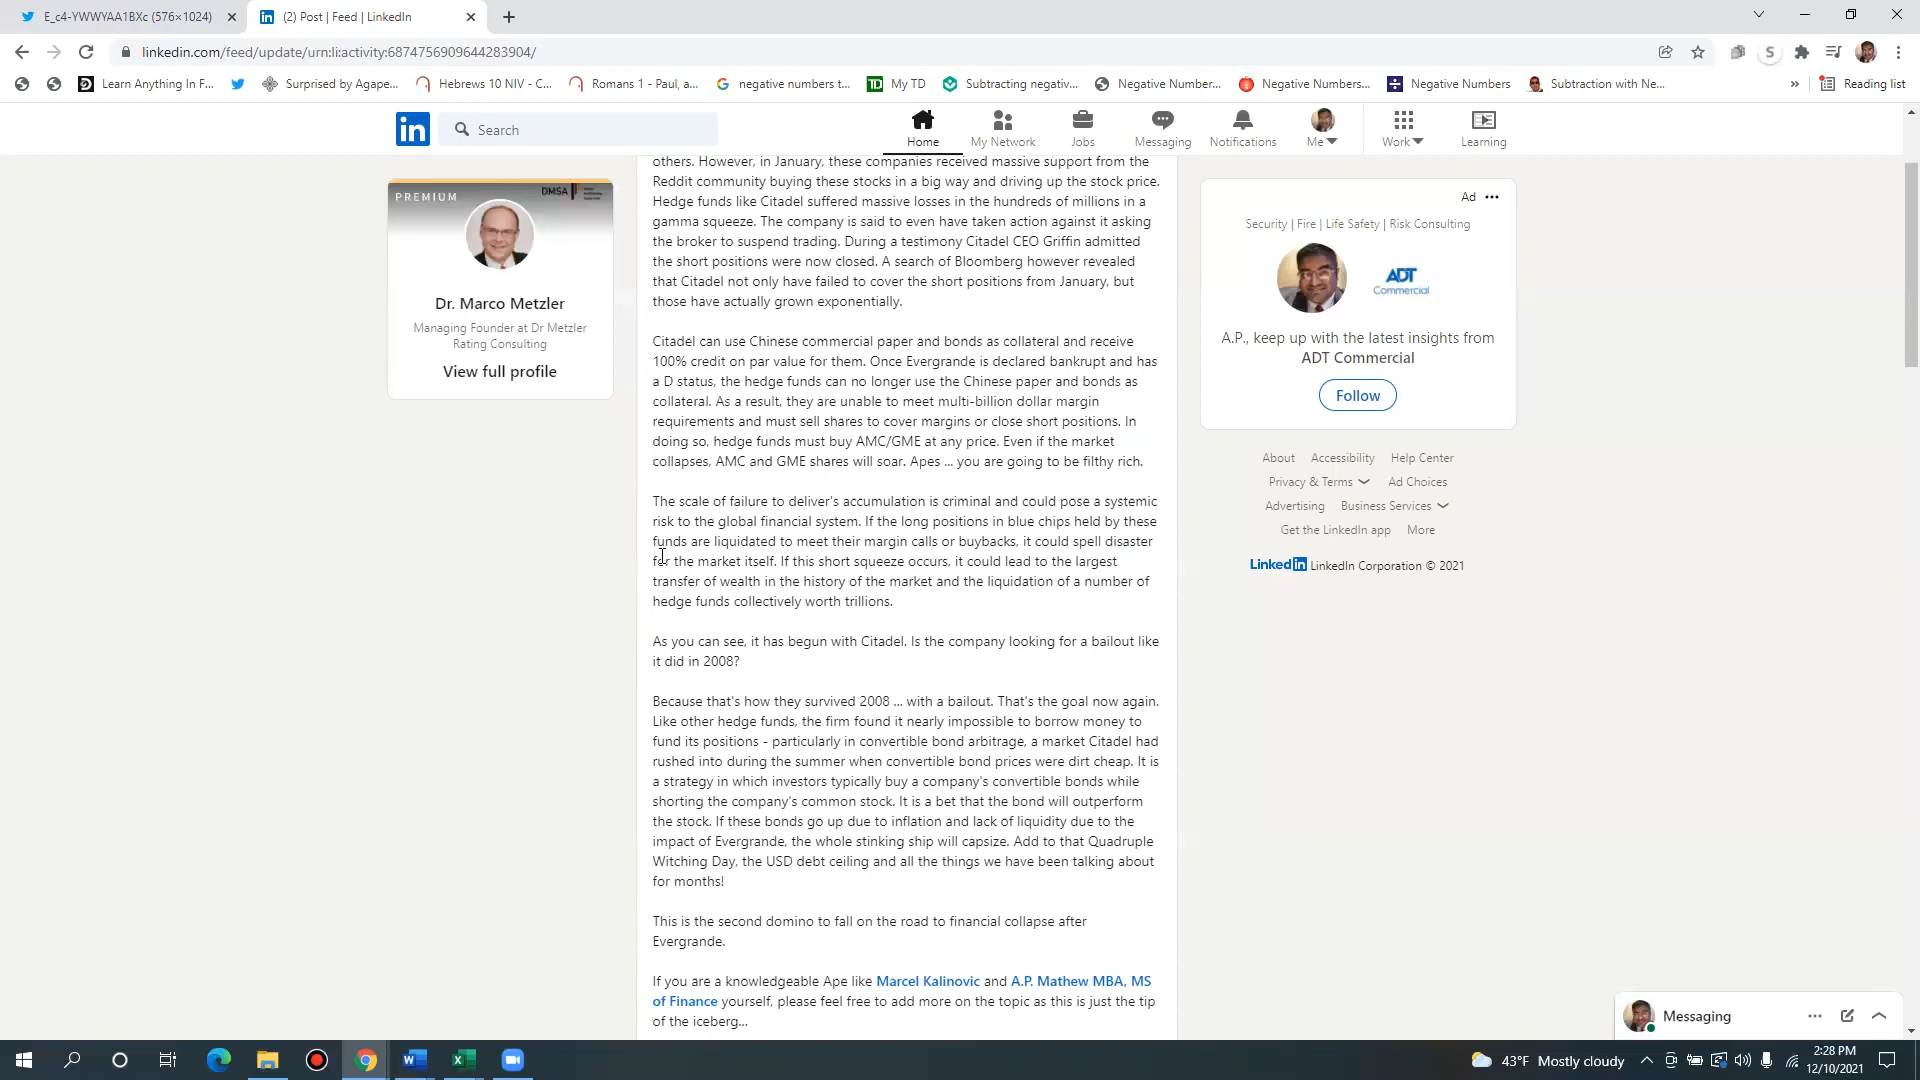 E_c4-YWWYAA1BXc (576×1024)
(2) Post | Feed | LinkedIn
linkedin.com/feed/update/urn:li:activity:6874756909644283904/
Learn Anything In F...
Surprised by Agape...
Hebrews 10 NIV - C...
Romans 1 - Paul, a...
negative numbers t...
My TD
Subtracting negativ...
Negative Number...
Negative Numbers...
Negative Numbers
Subtraction with Ne...
»
Reading list
in
Search
Home
My Network
Jobs
Messaging
Notifications
Me
Work
Learning
PREMIUM
DMSA
Dr. Marco Metzler
Managing Founder at Dr Metzler
Rating Consulting
View full profile
others. However, in January, these companies received massive support from the
Reddit community buying these stocks in a big way and driving up the stock price.
Hedge funds like Citadel suffered massive losses in the hundreds of millions in a
gamma squeeze. The company is said to even have taken action against it asking
the broker to suspend trading. During a testimony Citadel CEO Griffin admitted
the short positions were now closed. A search of Bloomberg however revealed
that Citadel not only have failed to cover the short positions from January, but
those have actually grown exponentially.
Citadel can use Chinese commercial paper and bonds as collateral and receive
100% credit on par value for them. Once Evergrande is declared bankrupt and has
a D status, the hedge funds can no longer use the Chinese paper and bonds as
collateral. As a result, they are unable to meet multi-billion dollar margin
requirements and must sell shares to cover margins or close short positions. In
doing so, hedge funds must buy AMC/GME at any price. Even if the market
collapses, AMC and GME shares will soar. Apes ... you are going to be filthy rich.
The scale of failure to deliver's accumulation is criminal and could pose a systemic
risk to the global financial system. If the long positions in blue chips held by these
funds are liquidated to meet their margin calls or buybacks, it could spell disaster
for the market itself. If this short squeeze occurs, it could lead to the largest
transfer of wealth in the history of the market and the liquidation of a number of
hedge funds collectively worth trillions.
As you can see, it has begun with Citadel. Is the company looking for a bailout like
it did in 2008?
Because that's how they survived 2008 ... with a bailout. That's the goal now again.
Like other hedge funds, the firm found it nearly impossible to borrow money to
fund its positions - particularly in convertible bond arbitrage, a market Citadel had
rushed into during the summer when convertible bond prices were dirt cheap. It is
a strategy in which investors typically buy a company's convertible bonds while
shorting the company's common stock. It is a bet that the bond will outperform
the stock. If these bonds go up due to inflation and lack of liquidity due to the
impact of Evergrande, the whole stinking ship will capsize. Add to that Quadruple
Witching Day, the USD debt ceiling and all the things we have been talking about
for months!
This is the second domino to fall on the road to financial collapse after
Evergrande.
If you are a knowledgeable Ape like Marcel Kalinovic and A.P. Mathew MBA, MS
of Finance yourself, please feel free to add more on the topic as this is just the tip
of the iceberg...
Ad
Security | Fire | Life Safety | Risk Consulting
ADT
Commercial
A.P., keep up with the latest insights from
ADT Commercial
Follow
About Accessibility Help Center
Privacy & Terms Ad Choices
Advertising Business Services
Get the LinkedIn app More
LinkedIn LinkedIn Corporation © 2021
Messaging
43°F Mostly cloudy
2:28 PM
12/10/2021